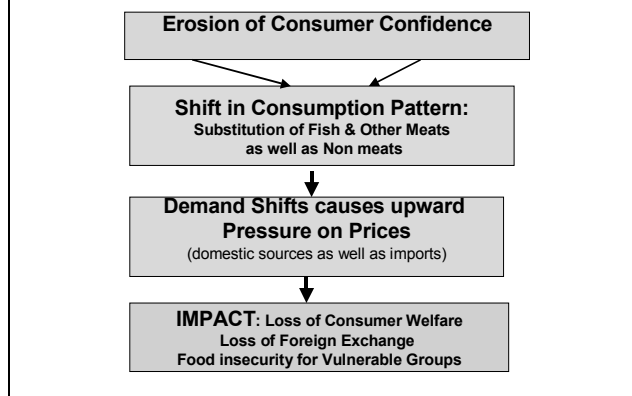 Erosion of Consumer Confidence
Shift in Consumption Pattern:
Substitution of Fish & Other Meats
as well as Non meats
Demand Shifts causes upward
Pressure on Prices
(domestic sources as well as imports)
IMPACT: Loss of Consumer Welfare
Loss of Foreign Exchange
Food insecurity for Vulnerable Groups